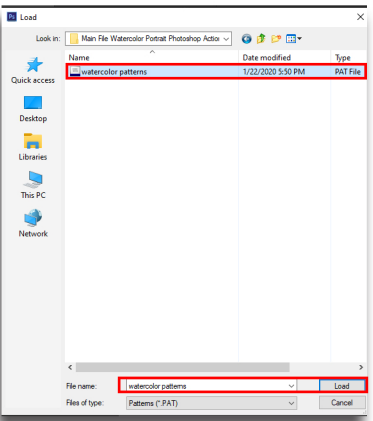 Ps Load
Look in: Main File Watercolor Portrait Photoshop Actior
Name Date modified Type
watercolor patterns 1/22/2020 5:50 PM PAT File
Quick access
Desktop
Libraries
This PC
Network
File name: watercolor patterns Load
Files of type: Patterns (*.PAT) Cancel